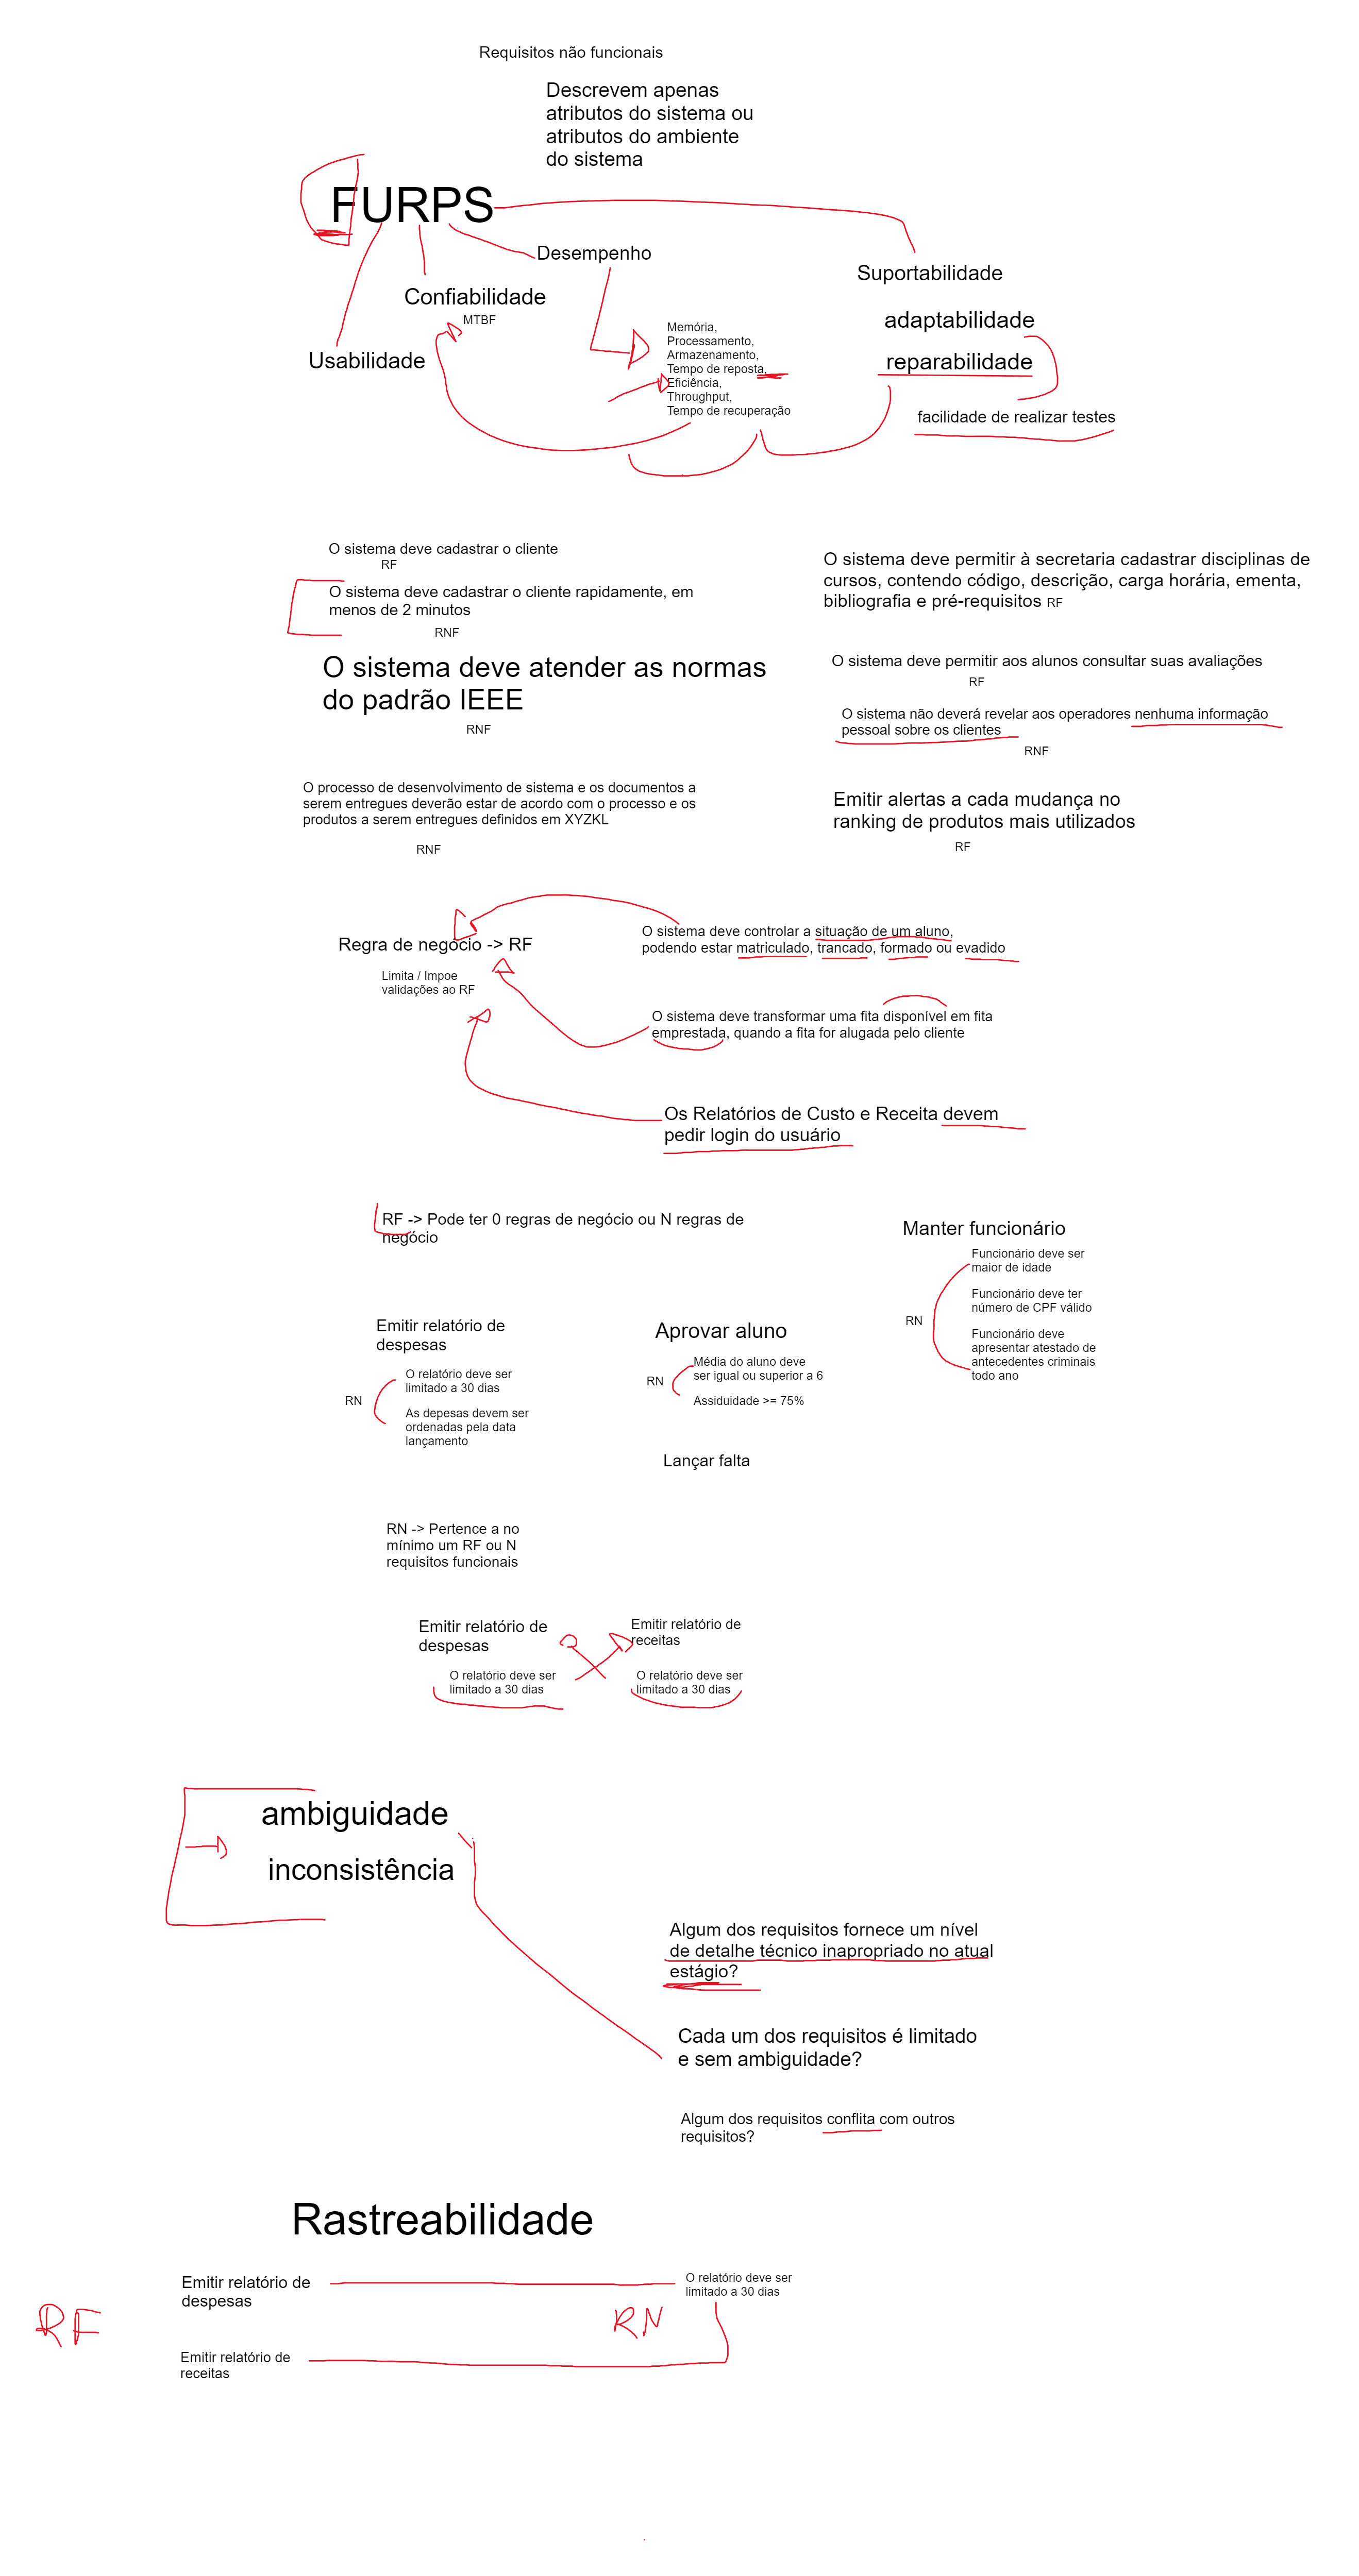 Requisitos não funcionais
Descrevem apenas
atributos do sistema ou
atributos do ambiente
do sistema
FURPS
Desempenho
Suportabilidade
Confiabilidade
MTBF
adaptabilidade
Usabilidade
Memória,
Processamento,
Armazenamento,
Tempo de reposta,
Eficiência,
Throughput,
Tempo de recuperação
reparabilidade
facilidade de realizar testes
O sistema deve cadastrar o cliente
RF
O sistema deve cadastrar o cliente rapidamente, em
menos de 2 minutos
RNF
O sistema deve atender as normas
do padrão IEEE
RNF
O processo de desenvolvimento de sistema e os documentos a
serem entregues deverão estar de acordo com o processo e os
produtos a serem entregues definidos em XYZKL
RNF
O sistema deve permitir à secretaria cadastrar disciplinas de
cursos, contendo código, descrição, carga horária, ementa,
bibliografia e pré-requisitos RF
O sistema deve permitir aos alunos consultar suas avaliações
RF
O sistema não deverá revelar aos operadores nenhuma informação
pessoal sobre os clientes
RNF
Emitir alertas a cada mudança no
ranking de produtos mais utilizados
RF
Regra de negócio -> RF
Limita / Impoe
validações ao RF
O sistema deve controlar a situação de um aluno,
podendo estar matriculado, trancado, formado ou evadido
O sistema deve transformar uma fita disponível em fita
emprestada, quando a fita for alugada pelo cliente
Os Relatórios de Custo e Receita devem
pedir login do usuário
RF -> Pode ter 0 regras de negócio ou N regras de
negócio
Manter funcionário
Funcionário deve ser
maior de idade
Funcionário deve ter
número de CPF válido
RN
Funcionário deve
apresentar atestado de
antecedentes criminais
todo ano
Emitir relatório de
despesas
O relatório deve ser
limitado a 30 dias
RN
As depesas devem ser
ordenadas pela data
lançamento
Aprovar aluno
Média do aluno deve
ser igual ou superior a 6
RN
Assiduidade >= 75%
Lançar falta
RN -> Pertence a no
mínimo um RF ou N
requisitos funcionais
Emitir relatório de
despesas
O relatório deve ser
limitado a 30 dias
Emitir relatório de
receitas
O relatório deve ser
limitado a 30 dias
ambiguidade
inconsistência
Algum dos requisitos fornece um nível
de detalhe técnico inapropriado no atual
estágio?
Cada um dos requisitos é limitado
e sem ambiguidade?
Algum dos requisitos conflita com outros
requisitos?
Rastreabilidade
Emitir relatório de
despesas
O relatório deve ser
limitado a 30 dias
RF
RN
Emitir relatório de
receitas